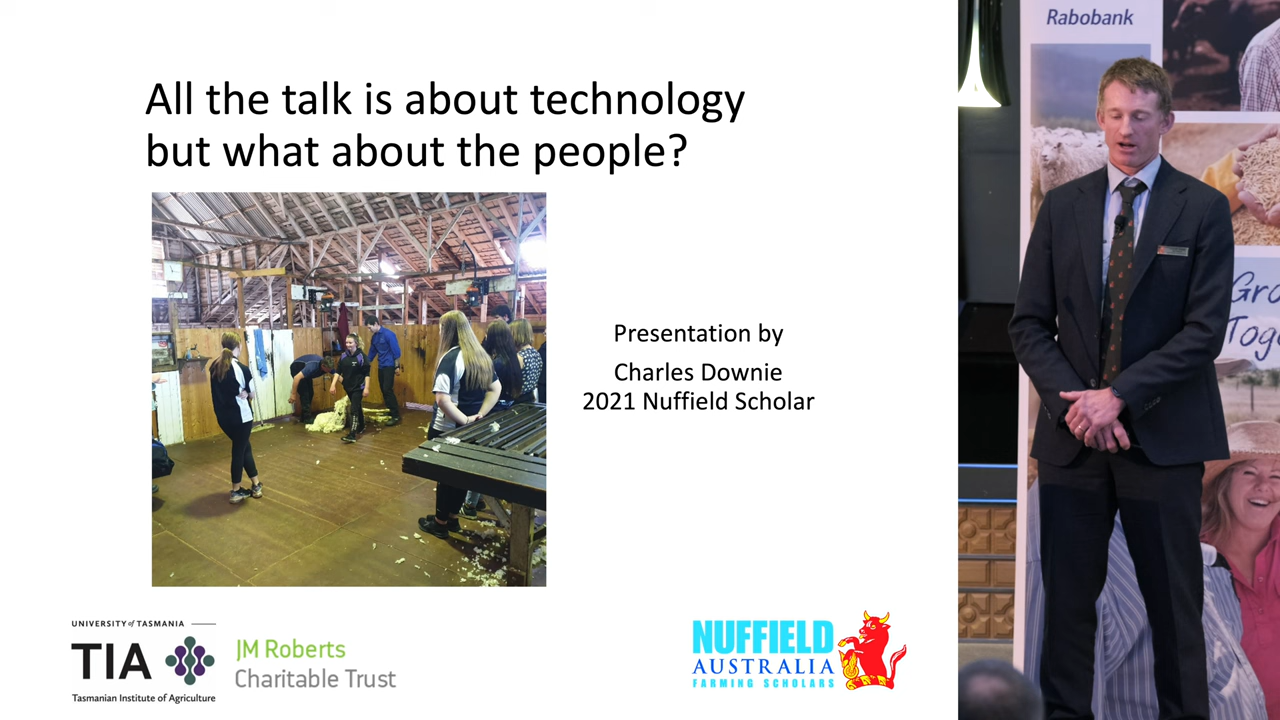 All the talk is about technology
but what about the people?
Presentation by
Charles Downie
2021 Nuffield Scholar
UNIVERSITY of TASMANIA
TIA
Tasmanian Institute of Agriculture
JM Roberts
Charitable Trust
NUFFIELD
AUSTRALIA
FARMING SCHOLARS
Rabobank